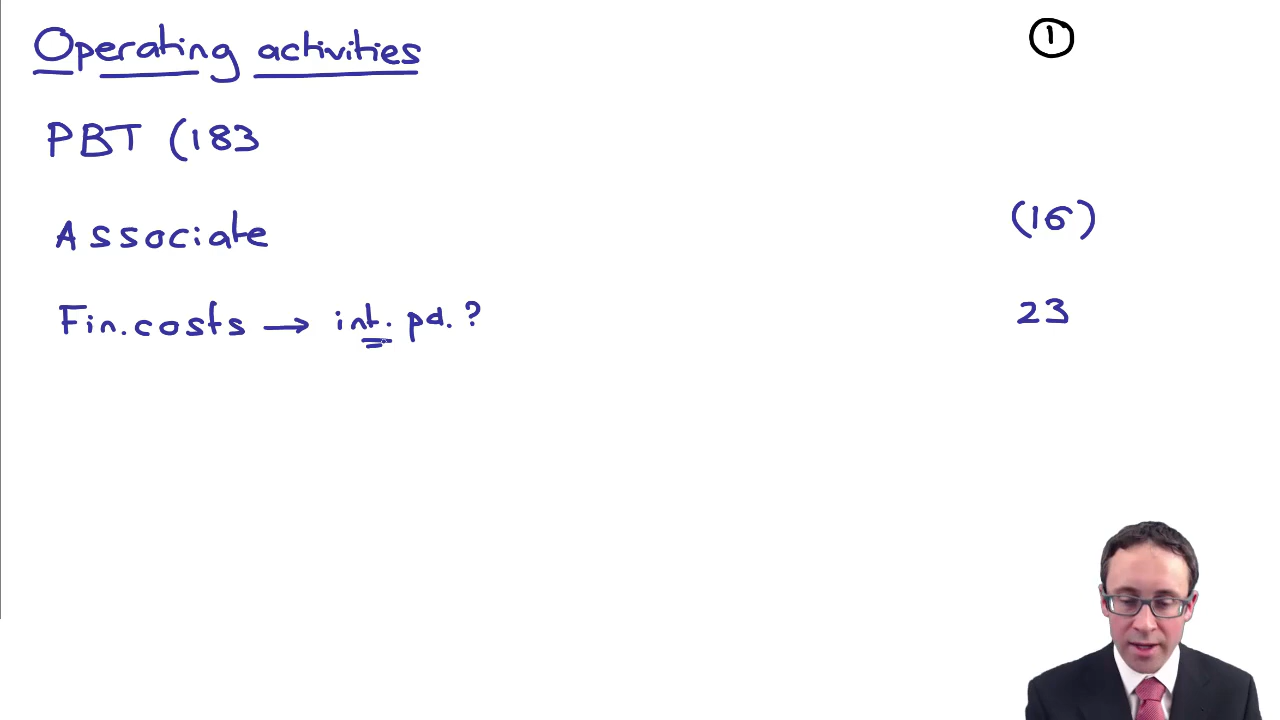 Operating activities ①
PBT (183
Associate (16)
Fin. costs → int. pd. ? 23